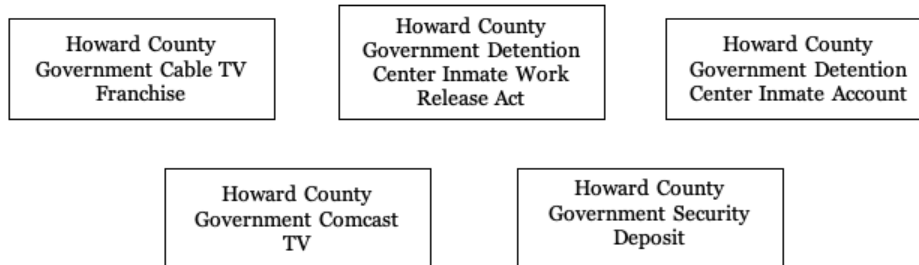 Howard County
Government Cable TV
Franchise
Howard County
Government Detention
Center Inmate Work
Release Act
Howard County
Government Detention
Center Inmate Account
Howard County
Government Comcast
TV
Howard County
Government Security
Deposit